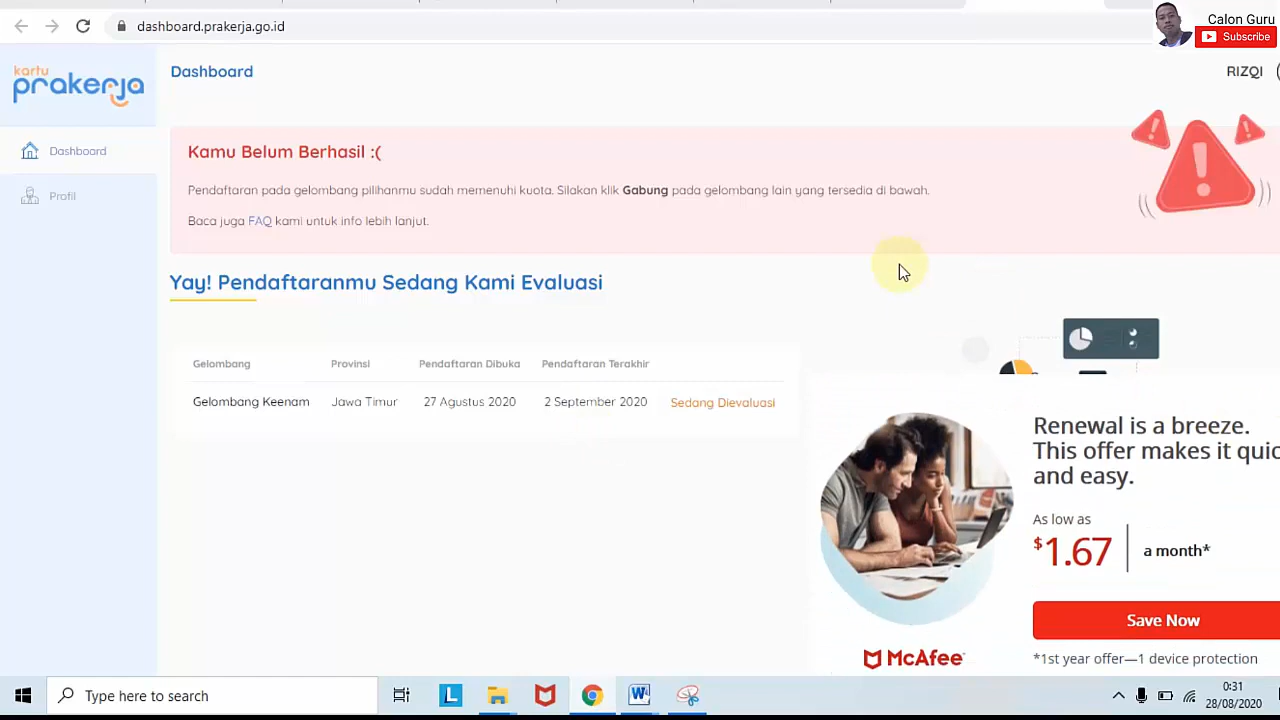 dashboard.prakerja.go.id
Calon Guru
Subscribe
kartu
prakerja
Dashboard
RIZQI
Dashboard
Profil
Kamu Belum Berhasil :(
Pendaftaran pada gelombang pilihanmu sudah memenuhi kuota. Silakan klik Gabung pada gelombang lain yang tersedia di bawah.
Baca juga FAQ kami untuk info lebih lanjut.
Yay! Pendaftaranmu Sedang Kami Evaluasi
Gelombang Provinsi Pendaftaran Dibuka Pendaftaran Terakhir
Gelombang Keenam Jawa Timur 27 Agustus 2020 2 September 2020 Sedang Dievaluasi
Renewal is a breeze.
This offer makes it quic
and easy.
As low as
$1.67 a month*
Save Now
McAfee
*1st year offer—1 device protection
Type here to search
L
W
0:31
28/08/2020